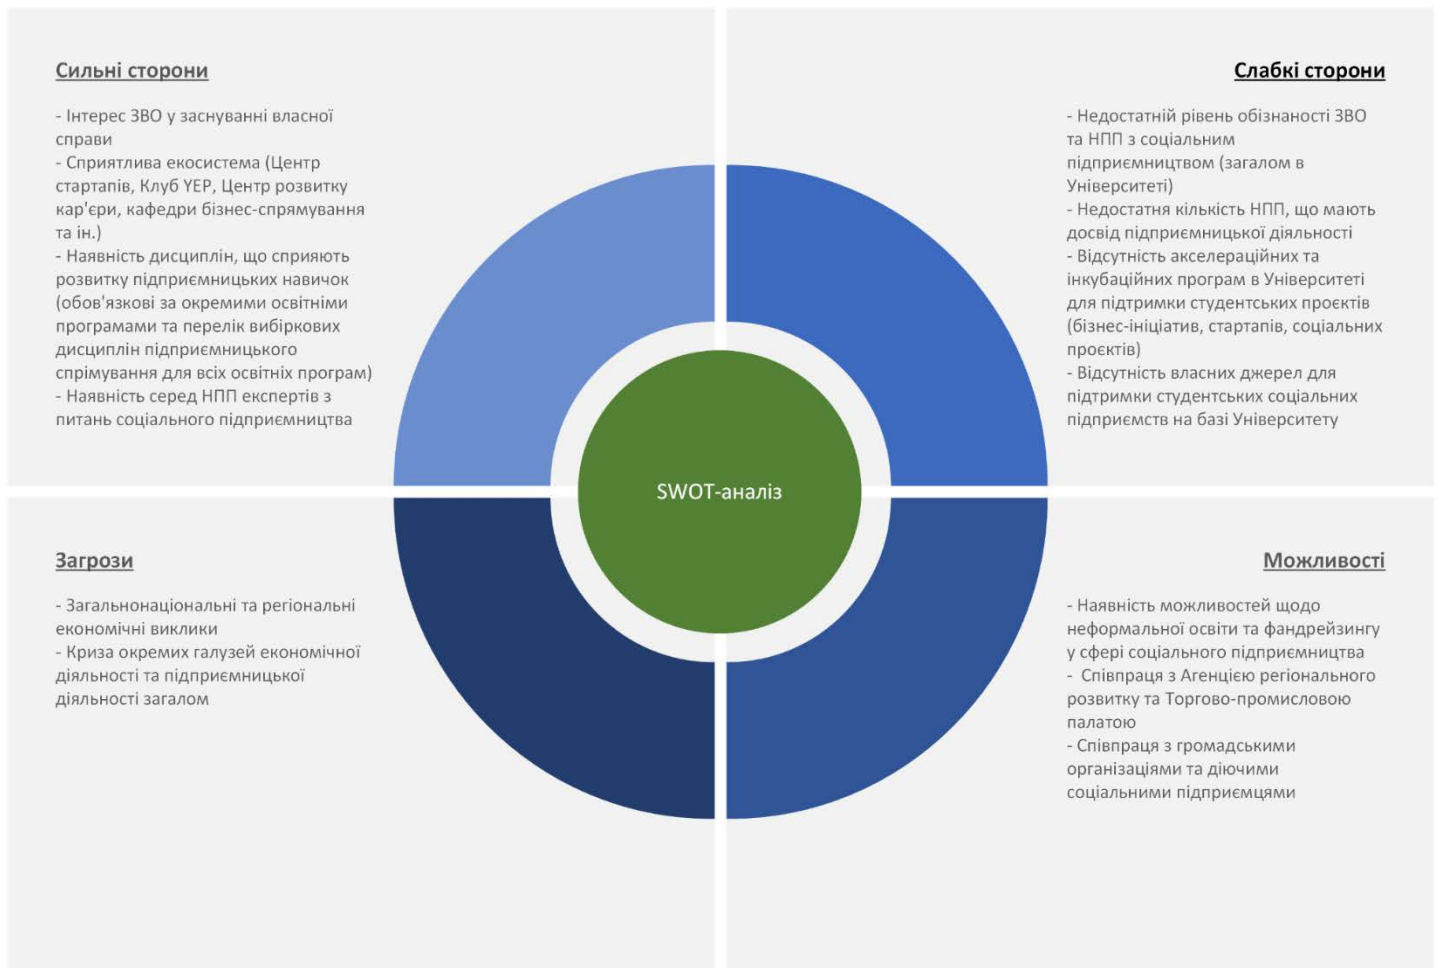 Сильні сторони
- Інтерес ЗВО у заснуванні власної
справи
- Сприятлива екосистема (Центр
стартапів, Клуб YEP, Центр розвитку
кар'єри, кафедри бізнес-спрямування
та ін.)
- Наявність дисциплін, що сприяють
розвитку підприємницьких навичок
(обов'язкові за окремими освітніми
програмами та перелік вибіркових
дисциплін підприємницького
спрімування для всіх освітніх програм)
- Наявність серед НПП експертів з
питань соціального підприємництва
Слабкі сторони
- Недостатній рівень обізнаності ЗВО
та НПП з соціальним
підприємництвом (загалом в
Університеті)
- Недостатня кількість НПП, що мають
досвід підприємницької діяльності
- Відсутність акселераційних та
інкубаційних програм в Університеті
для підтримки студентських проєктів
(бізнес-ініціатив, стартапів, соціальних
проєктів)
- Відсутність власних джерел для
підтримки студентських соціальних
підприємств на базі Університету
SWOT-аналіз
Загрози
- Загальнонаціональні та регіональні
економічні виклики
- Криза окремих галузей економічної
діяльності та підприємницької
діяльності загалом
Можливості
- Наявність можливостей щодо
неформальної освіти та фандрейзингу
у сфері соціального підприємництва
- Співпраця з Агенцією регіонального
розвитку та Торгово-промисловою
палатою
- Співпраця з громадськими
організаціями та діючими
соціальними підприємцями